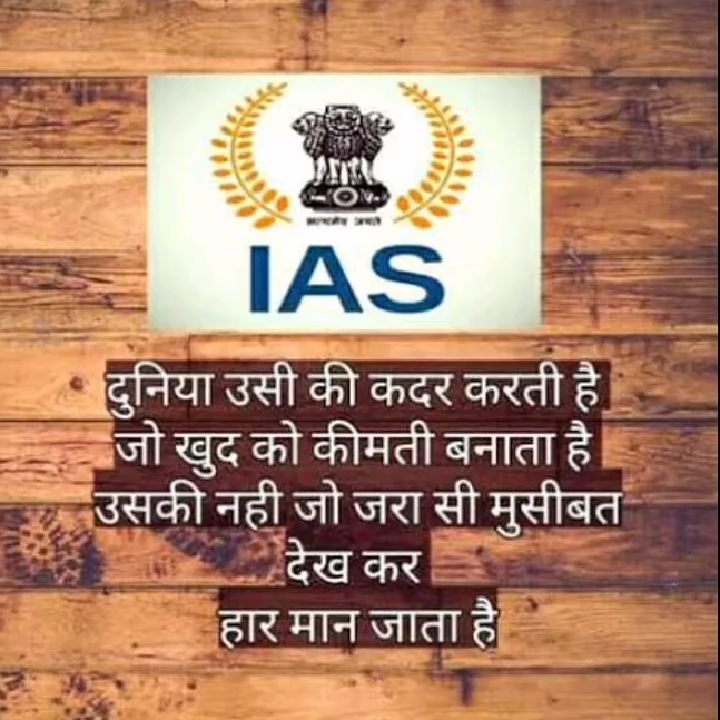 IAS
दुनिया उसी की कदर करती है
जो खुद को कीमती बनाता है
उसकी नही जो जरा सी मुसीबत
देख कर
हार मान जाता है